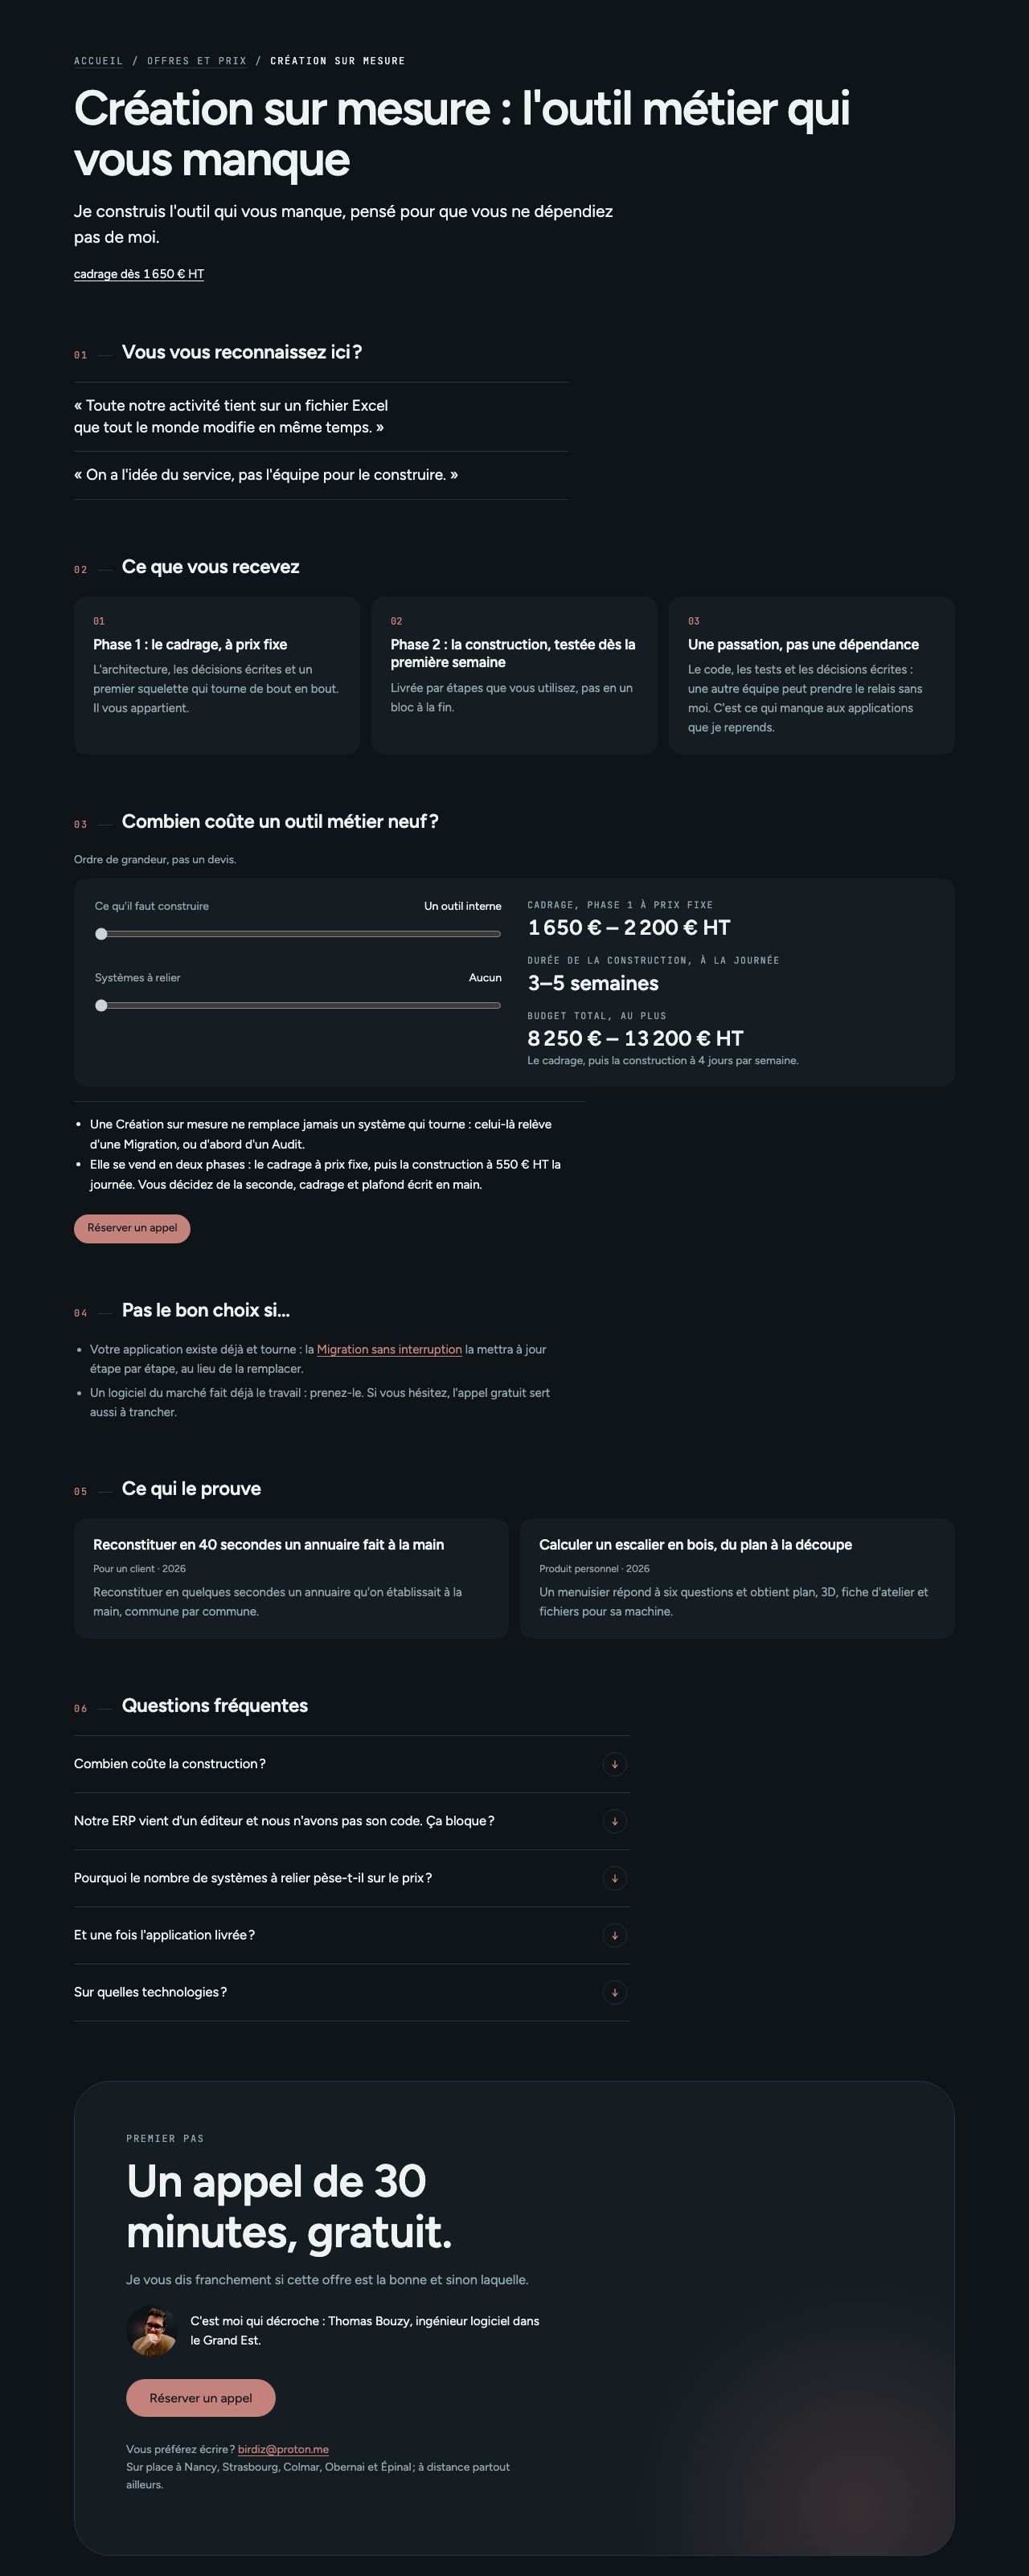 ACCUEIL / OFFRES ET PRIX / CRÉATION SUR MESURE
Création sur mesure : l'outil métier qui
vous manque
Je construis l'outil qui vous manque, pensé pour que vous ne dépendiez
pas de moi.
cadrage dès 1 650 € HT
01 Vous vous reconnaissez ici ?
« Toute notre activité tient sur un fichier Excel
que tout le monde modifie en même temps. »
« On a l'idée du service, pas l'équipe pour le construire. »
02 Ce que vous recevez
01
Phase 1 : le cadrage, à prix fixe
L'architecture, les décisions écrites et un
premier squelette qui tourne de bout en bout.
Il vous appartient.
02
Phase 2 : la construction, testée dès la
première semaine
Livrée par étapes que vous utilisez, pas en un
bloc à la fin.
03
Une passation, pas une dépendance
Le code, les tests et les décisions écrites :
une autre équipe peut prendre le relais sans
moi. C'est ce qui manque aux applications
que je reprends.
03 Combien coûte un outil métier neuf ?
Ordre de grandeur, pas un devis.
Ce qu'il faut construire Un outil interne
Systèmes à relier Aucun
CADRAGE, PHASE 1 À PRIX FIXE
1 650 € – 2 200 € HT
DURÉE DE LA CONSTRUCTION, À LA JOURNÉE
3–5 semaines
BUDGET TOTAL, AU PLUS
8 250 € – 13 200 € HT
Le cadrage, puis la construction à 4 jours par semaine.
• Une Création sur mesure ne remplace jamais un système qui tourne : celui-là relève
d'une Migration, ou d'abord d'un Audit.
• Elle se vend en deux phases : le cadrage à prix fixe, puis la construction à 550 € HT la
journée. Vous décidez de la seconde, cadrage et plafond écrit en main.
Réserver un appel
04 Pas le bon choix si...
• Votre application existe déjà et tourne : la Migration sans interruption la mettra à jour
étape par étape, au lieu de la remplacer.
• Un logiciel du marché fait déjà le travail : prenez-le. Si vous hésitez, l'appel gratuit sert
aussi à trancher.
05 Ce qui le prouve
Reconstituer en 40 secondes un annuaire fait à la main
Pour un client · 2026
Reconstituer en quelques secondes un annuaire qu'on établissait à la
main, commune par commune.
Calculer un escalier en bois, du plan à la découpe
Produit personnel · 2026
Un menuisier répond à six questions et obtient plan, 3D, fiche d'atelier et
fichiers pour sa machine.
06 Questions fréquentes
Combien coûte la construction ?
Notre ERP vient d'un éditeur et nous n'avons pas son code. Ça bloque ?
Pourquoi le nombre de systèmes à relier pèse-t-il sur le prix ?
Et une fois l'application livrée ?
Sur quelles technologies ?
PREMIER PAS
Un appel de 30
minutes, gratuit.
Je vous dis franchement si cette offre est la bonne et sinon laquelle.
C'est moi qui décroche : Thomas Bouzy, ingénieur logiciel dans
le Grand Est.
Réserver un appel
Vous préférez écrire ? birdiz@proton.me
Sur place à Nancy, Strasbourg, Colmar, Obernai et Épinal ; à distance partout
ailleurs.